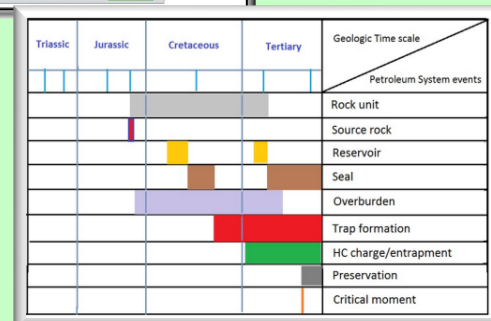 Triassic Jurassic Cretaceous Tertiary Geologic Time scale
Petroleum System events
Rock unit
Source rock
Reservoir
Seal
Overburden
Trap formation
HC charge/entrapment
Preservation
Critical moment